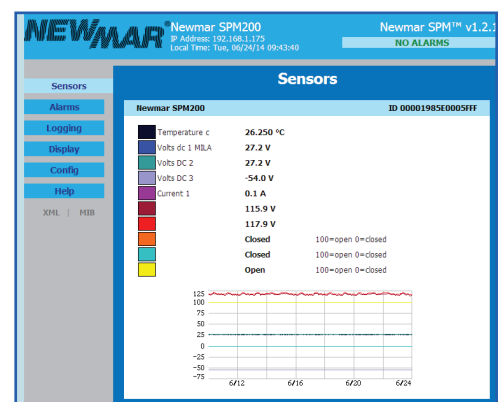 NEWMAR®
Newmar SPM200
IP Address: 192.168.1.175
Local Time: Tue, 06/24/14 09:43:40
Newmar SPM™ v1.2.1
NO ALARMS
Sensors
Alarms
Logging
Display
Config
Help
XML | MIB
Sensors
Newmar SPM200 ID 00001985E0005FFF
Temperature c 26.250 °C
Volts dc 1 MILA 27.2 V
Volts DC 2 27.2 V
Volts DC 3 -54.0 V
Current 1 0.1 A
115.9 V
117.9 V
Closed 100=open 0=closed
Closed 100=open 0=closed
Open 100=open 0=closed
125
100
75
50
25
0
-25
-50
-75
6/12 6/16 6/20 6/24